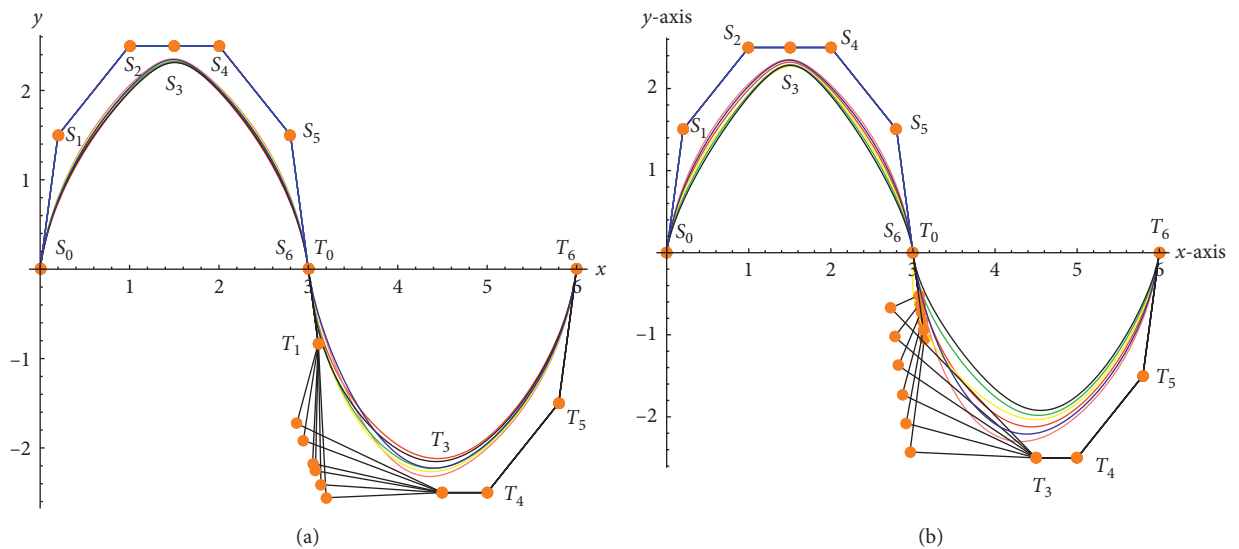 y
S₂ S₄
2
S₃
S₁ S₅
1
S₀ S₆ T₀ T₆
1 2 3 4 5 6 x
T₁
–1
T₅
T₃
–2
T₄
(a)
y-axis
S₂ S₄
S₃
2
S₁ S₅
1
S₀ S₆ T₀ T₆
1 2 3 4 5 6 x-axis
–1
T₅
–2
T₃ T₄
(b)